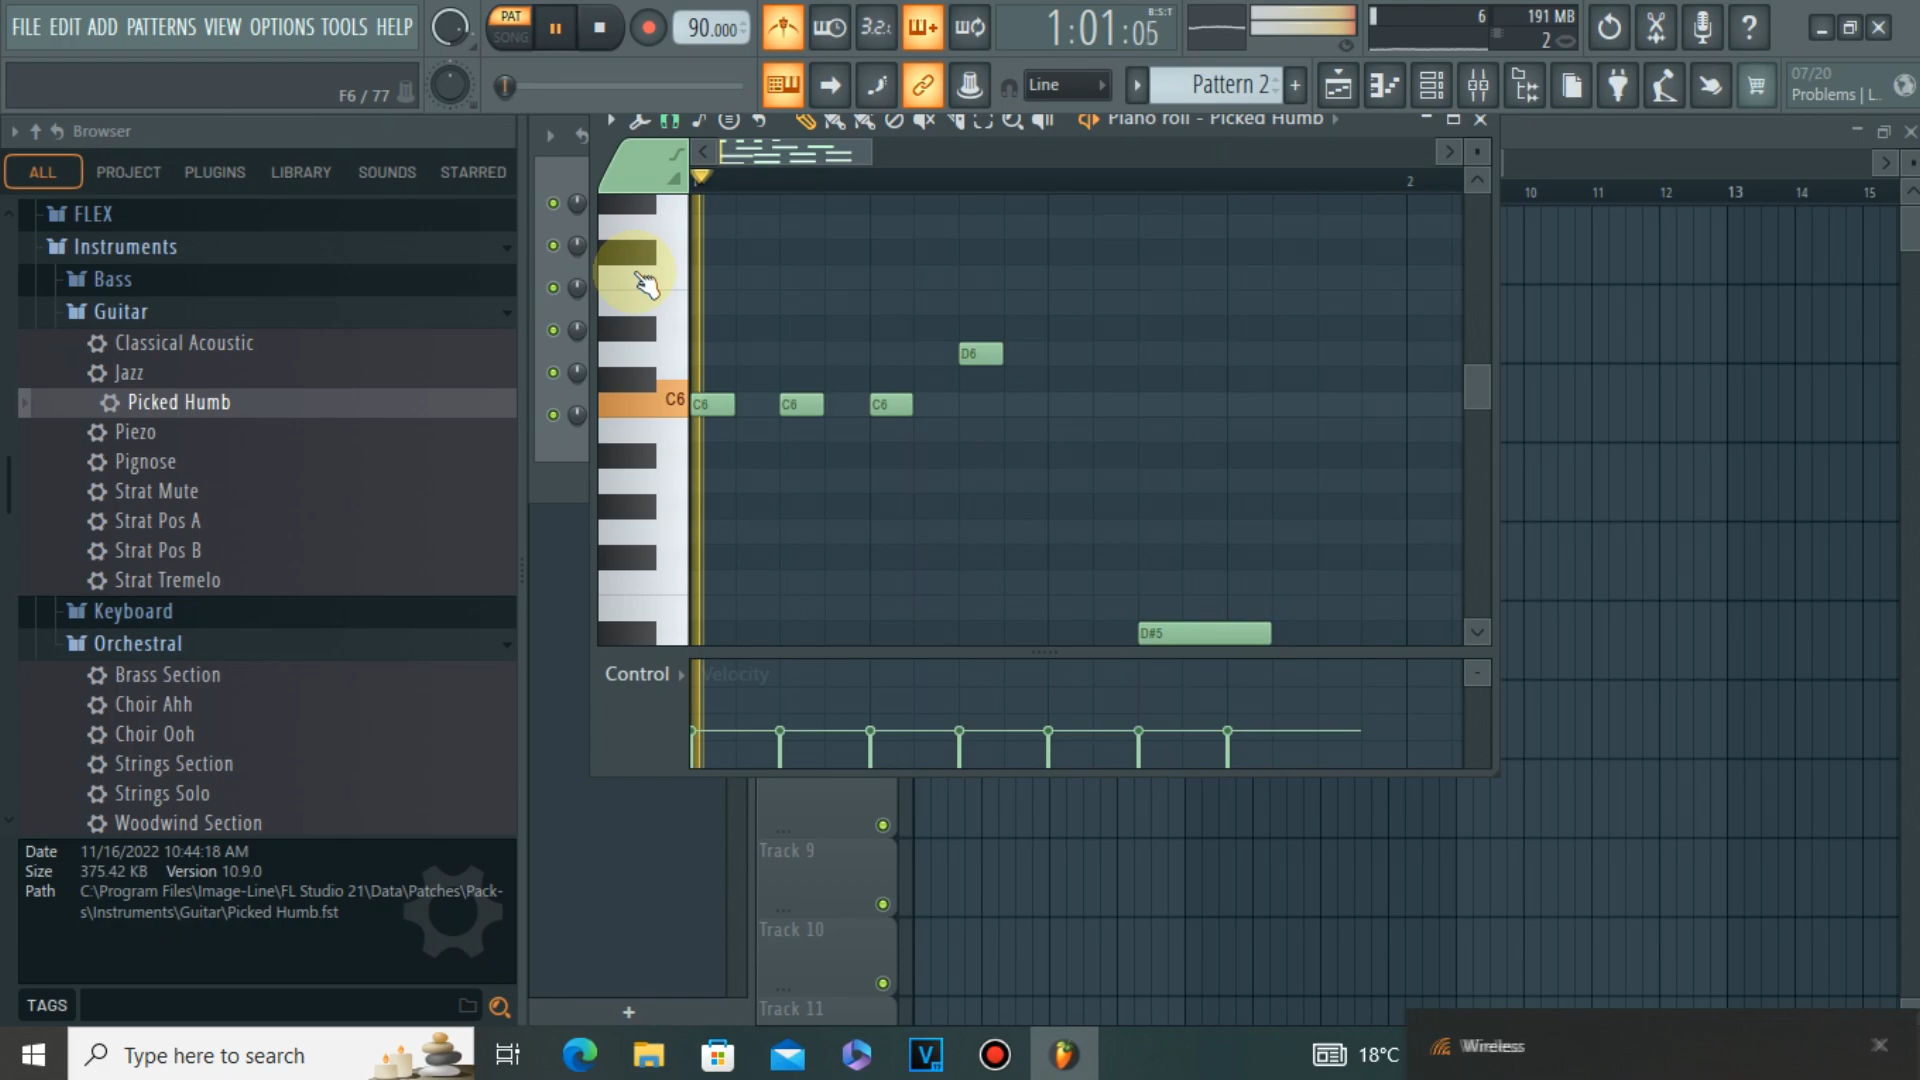 FILE EDIT ADD PATTERNS VIEW OPTIONS TOOLS HELP
PAT
SONG
90.000
3.2.
1:01:05
B:S:T
6
191 MB
2
F6 / 77
Line
Pattern 2
07/20
Problems | L..
Browser
Piano roll - Picked Humb
ALL
PROJECT
PLUGINS
LIBRARY
SOUNDS
STARRED
2
10
11
12
13
14
15
FLEX
Instruments
Bass
Guitar
Classical Acoustic
Jazz
Picked Humb
Piezo
Pignose
Strat Mute
Strat Pos A
Strat Pos B
Strat Tremelo
Keyboard
Orchestral
Brass Section
Choir Ahh
Choir Ooh
Strings Section
Strings Solo
Woodwind Section
D6
C6
C6
C6
C6
D#5
Control
Velocity
Date 11/16/2022 10:44:18 AM
Size 375.42 KB Version 10.9.0
Path C:\Program Files\Image-Line\FL Studio 21\Data\Patches\Pack-
s\Instruments\Guitar\Picked Humb.fst
...
Track 9
...
Track 10
...
Track 11
TAGS
+
Type here to search
18°C
Wireless